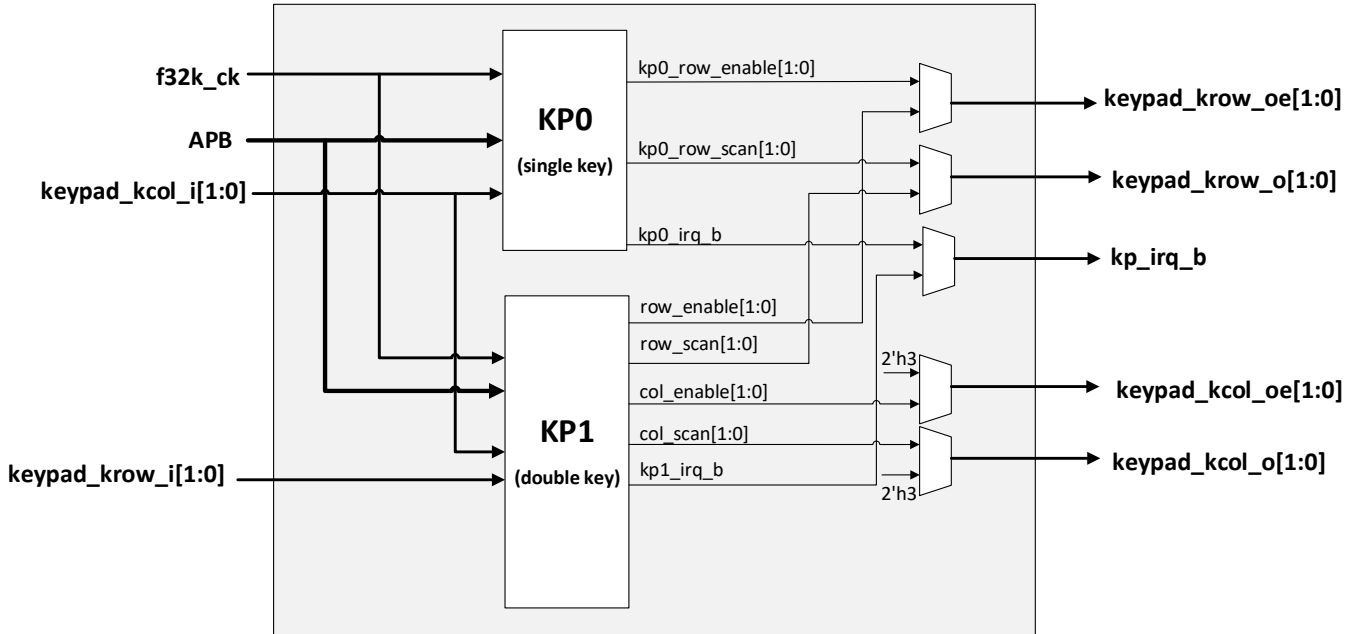 f32k_ck
APB
keypad_kcol_i[1:0]
keypad_krow_i[1:0]
KP0
(single key)
kp0_row_enable[1:0]
kp0_row_scan[1:0]
kp0_irq_b
KP1
(double key)
row_enable[1:0]
row_scan[1:0]
col_enable[1:0]
col_scan[1:0]
kp1_irq_b
2'h3
2'h3
keypad_krow_oe[1:0]
keypad_krow_o[1:0]
kp_irq_b
keypad_kcol_oe[1:0]
keypad_kcol_o[1:0]